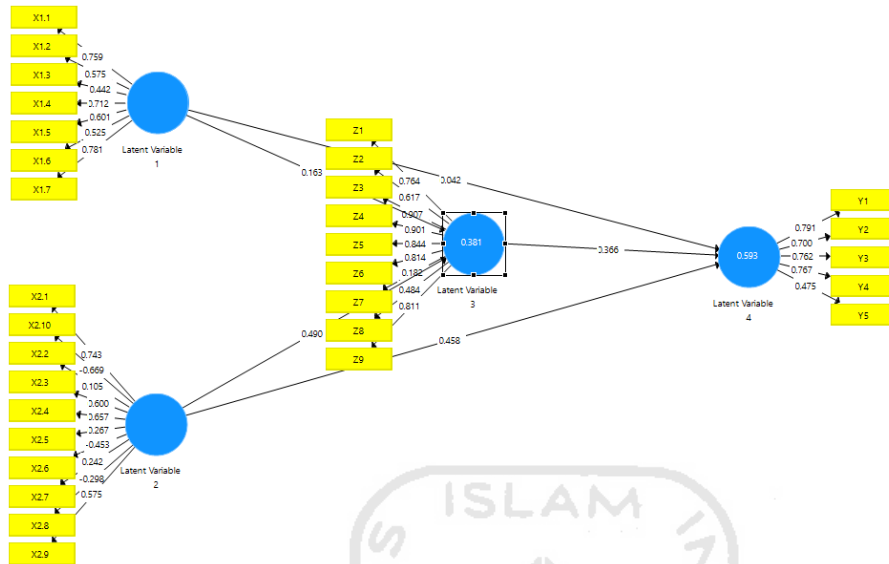 X1.1
X1.2
X1.3
X1.4
X1.5
X1.6
X1.7
0.759
0.575
0.442
0.712
0.601
0.525
0.781
Latent Variable
1
0.163
0.042
Z1
Z2
Z3
Z4
Z5
Z6
Z7
Z8
Z9
0.764
0.617
0.907
0.901
0.844
0.814
0.182
0.484
0.811
0.381
Latent Variable
3
0.366
0.593
Latent Variable
4
0.791
0.700
0.762
0.767
0.475
Y1
Y2
Y3
Y4
Y5
X2.1
X2.10
X2.2
X2.3
X2.4
X2.5
X2.6
X2.7
X2.8
X2.9
0.743
-0.669
0.105
0.600
0.657
0.267
-0.453
0.242
-0.298
0.575
Latent Variable
2
0.490
0.458
ISLAM